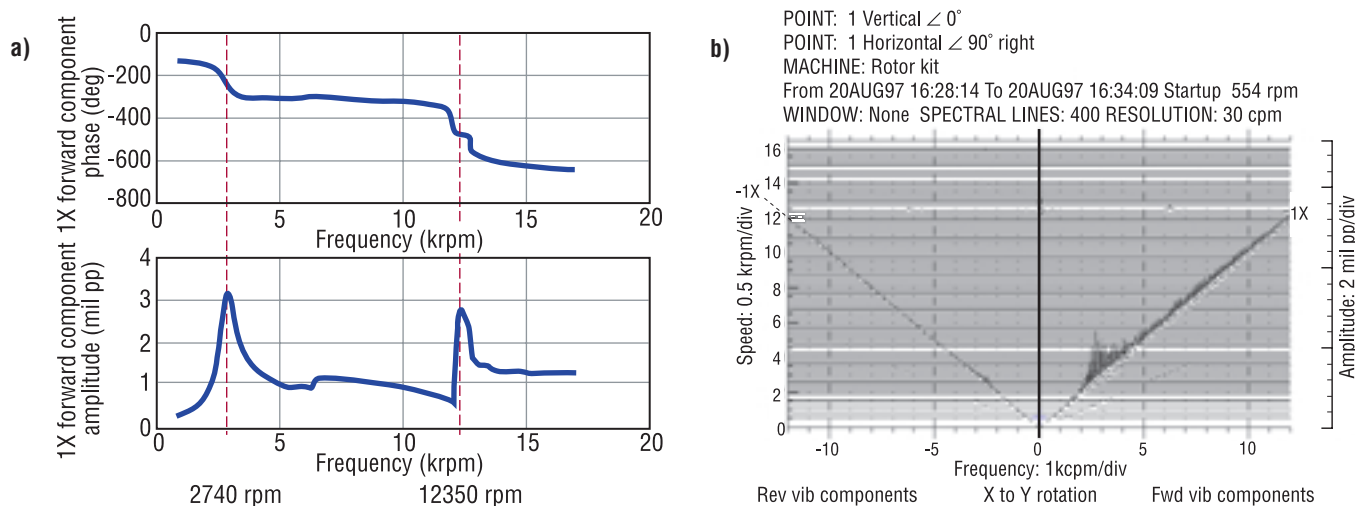 a)
1X forward component
phase (deg)
0
-200
-400
-600
-800
0
5
10
15
20
Frequency (krpm)
1X forward component
amplitude (mil pp)
4
3
2
1
0
0
5
10
15
20
Frequency (krpm)
2740 rpm
12350 rpm
b)
POINT: 1 Vertical ∠ 0°
POINT: 1 Horizontal ∠ 90° right
MACHINE: Rotor kit
From 20AUG97 16:28:14 To 20AUG97 16:34:09 Startup 554 rpm
WINDOW: None SPECTRAL LINES: 400 RESOLUTION: 30 cpm
Speed: 0.5 krpm/div
16
14
12
10
8
6
4
2
0
-1X
1X
-10
-5
0
5
10
Frequency: 1kcpm/div
Amplitude: 2 mil pp/div
Rev vib components
X to Y rotation
Fwd vib components